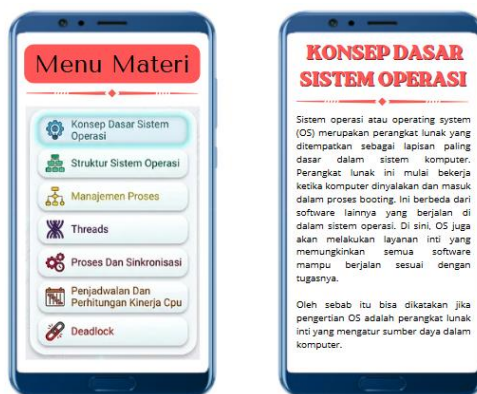 Menu Materi
Konsep Dasar Sistem
Operasi
Struktur Sistem Operasi
Manajemen Proses
Threads
Proses Dan Sinkronisasi
Penjadwalan Dan
Perhitungan Kinerja Cpu
Deadlock
KONSEP DASAR
SISTEM OPERASI
Sistem operasi atau operating system
(OS) merupakan perangkat lunak yang
ditempatkan sebagai lapisan paling
dasar dalam sistem komputer.
Perangkat lunak ini mulai bekerja
ketika komputer dinyalakan dan masuk
dalam proses booting. Ini berbeda dari
software lainnya yang berjalan di
dalam sistem operasi. Di sini, OS juga
akan melakukan layanan inti yang
memungkinkan semua software
mampu berjalan sesuai dengan
tugasnya.
Oleh sebab itu bisa dikatakan jika
pengertian OS adalah perangkat lunak
inti yang mengatur sumber daya dalam
komputer.